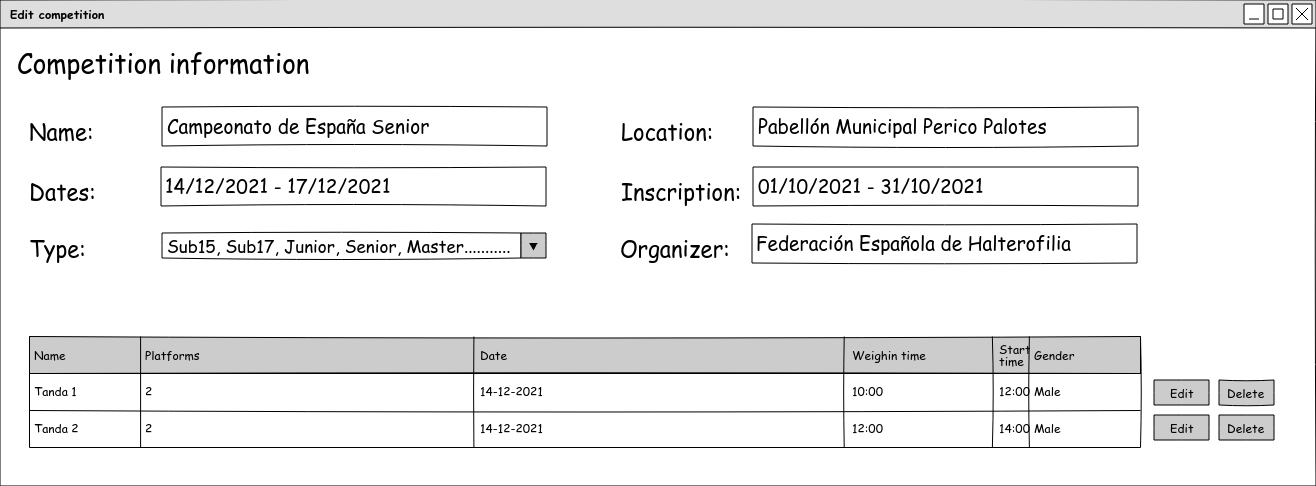 Edit competition
Competition information
Name: Campeonato de España Senior Location: Pabellón Municipal Perico Palotes
Dates: 14/12/2021 - 17/12/2021 Inscription: 01/10/2021 - 31/10/2021
Type: Sub15, Sub17, Junior, Senior, Master........... Organizer: Federación Española de Halterofilia
Name Platforms Date Weighin time Start time Gender
Tanda 1 2 14-12-2021 10:00 12:00 Male Edit Delete
Tanda 2 2 14-12-2021 12:00 14:00 Male Edit Delete